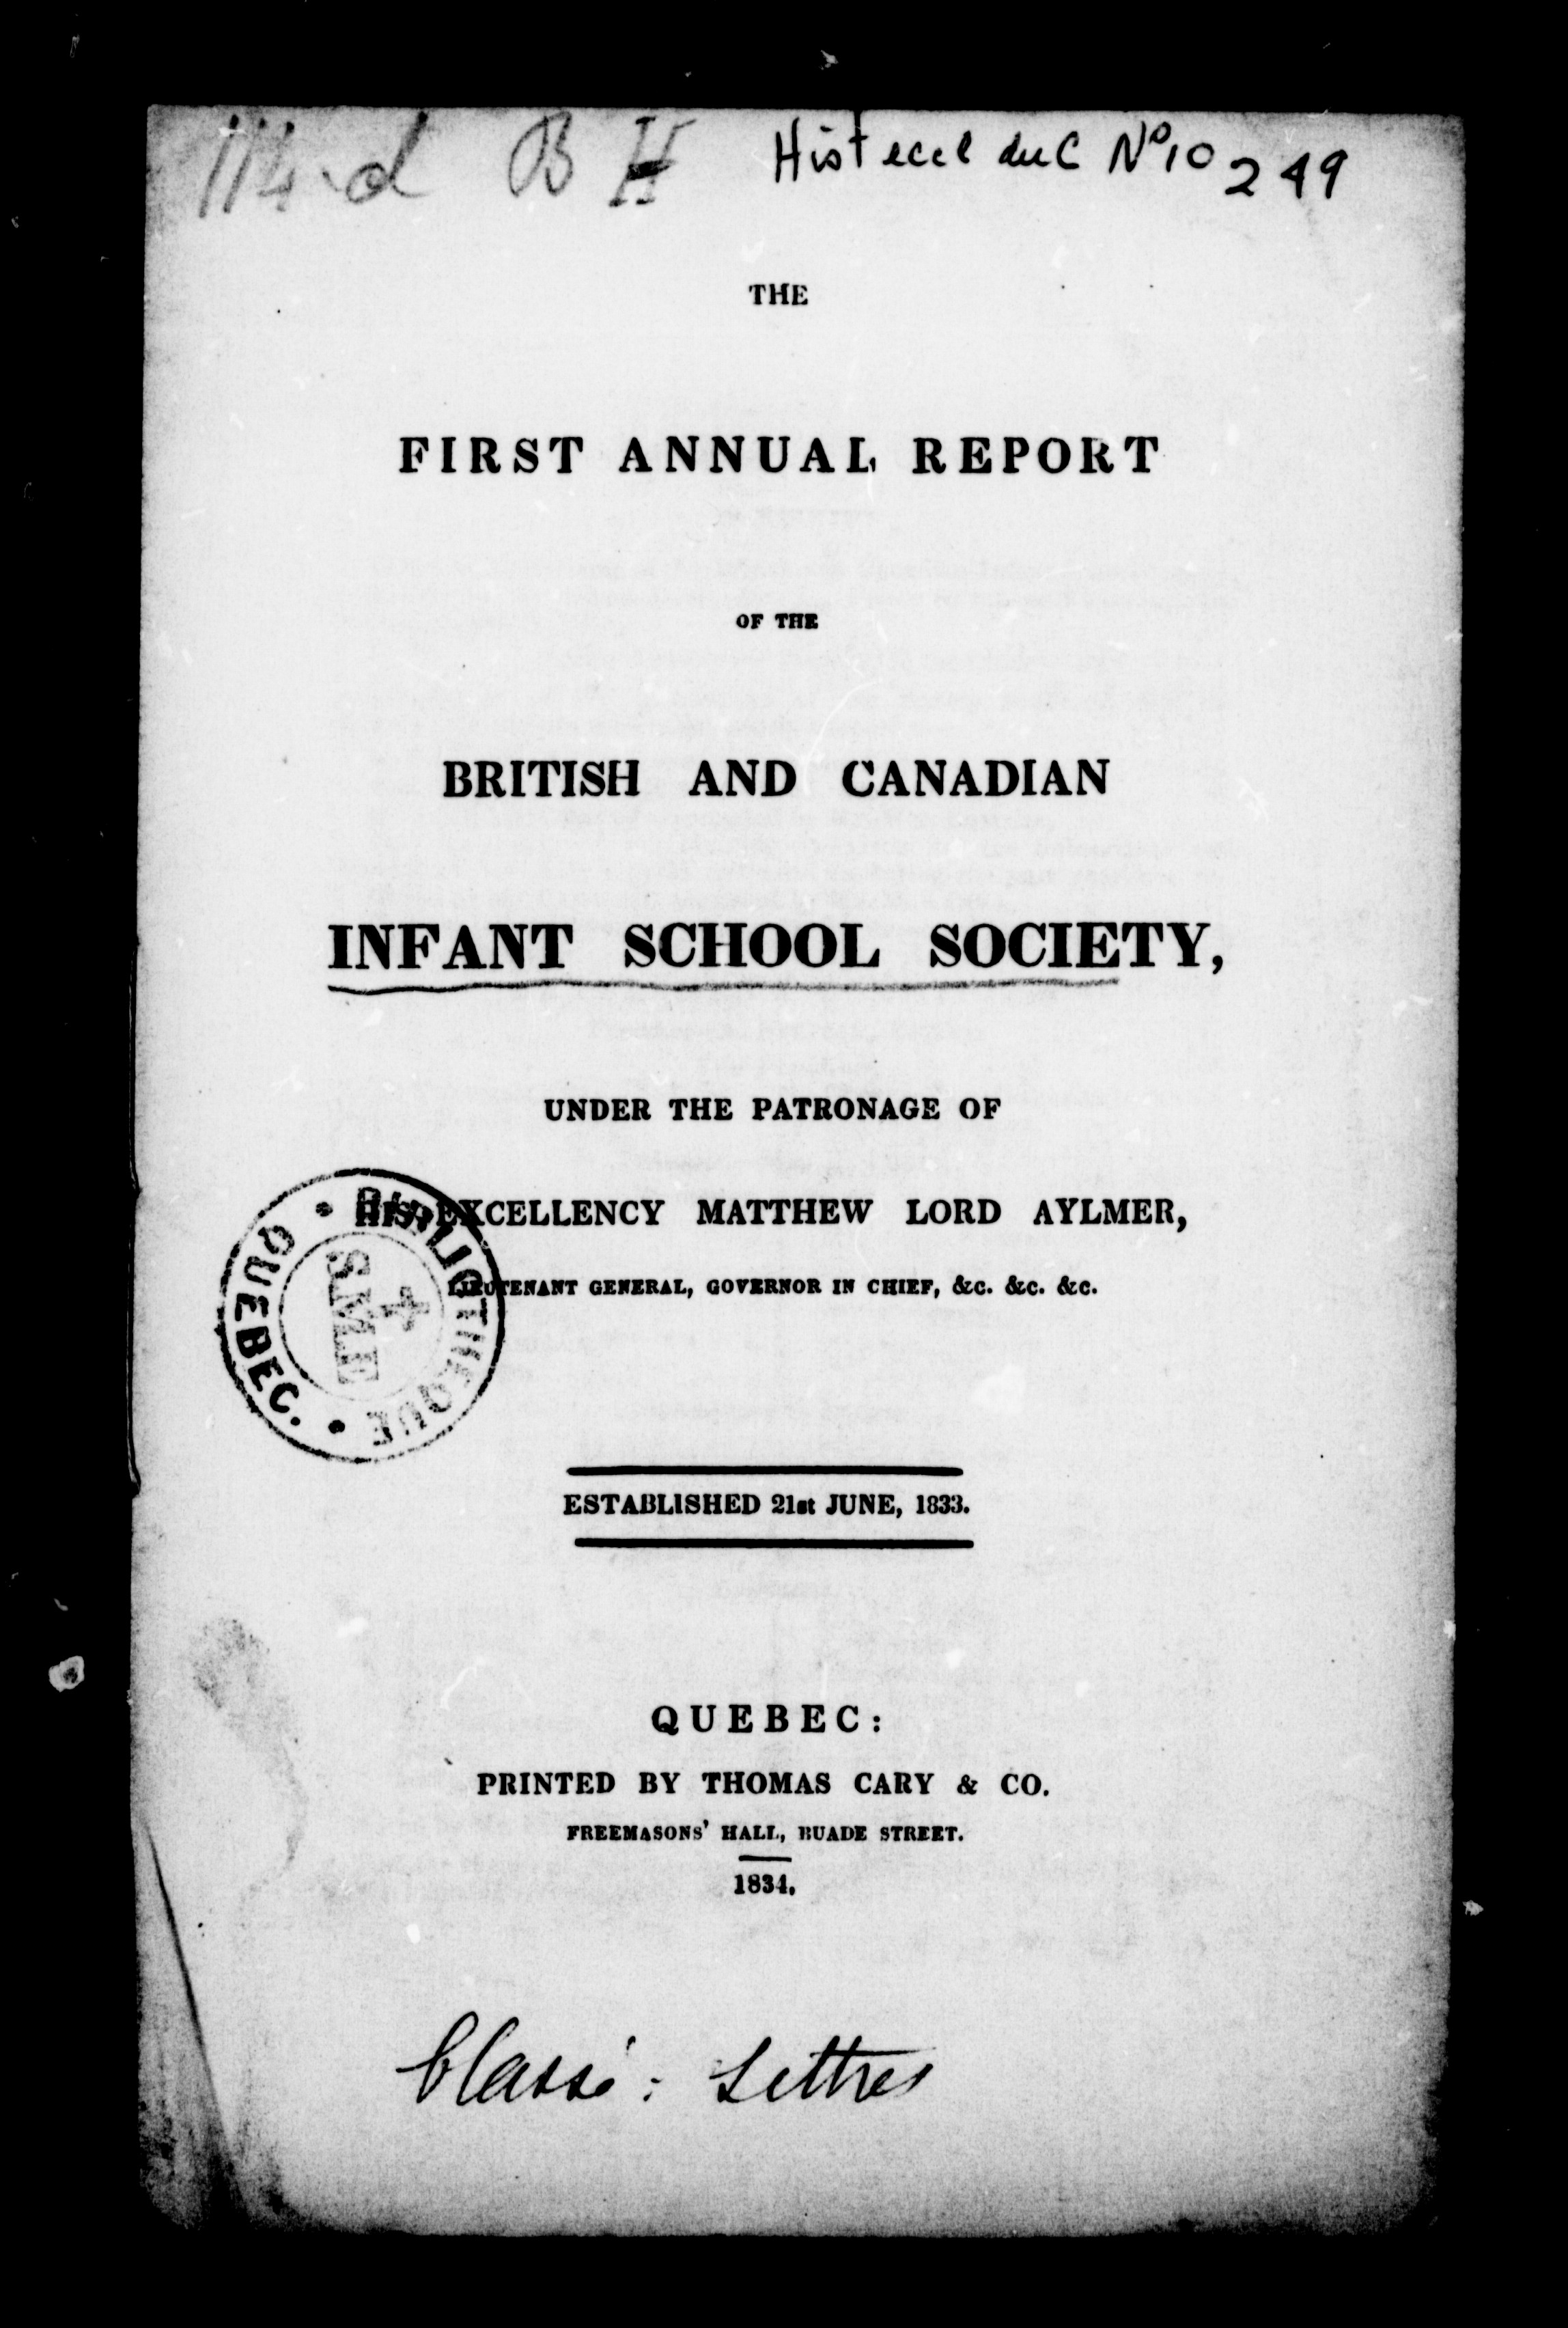 B H Hist eccl du C Nº 10 249
THE
FIRST ANNUAL REPORT
OF THE
BRITISH AND CANADIAN
INFANT SCHOOL SOCIETY,
UNDER THE PATRONAGE OF
HIS EXCELLENCY MATTHEW LORD AYLMER,
LIEUTENANT GENERAL, GOVERNOR IN CHIEF, &c. &c. &c.
BIBLIOTHEQUE
QUEBEC.
SME
ESTABLISHED 21st JUNE, 1833.
QUEBEC:
PRINTED BY THOMAS CARY & CO.
FREEMASONS' HALL, BUADE STREET.
1834.
Classé: Lettres